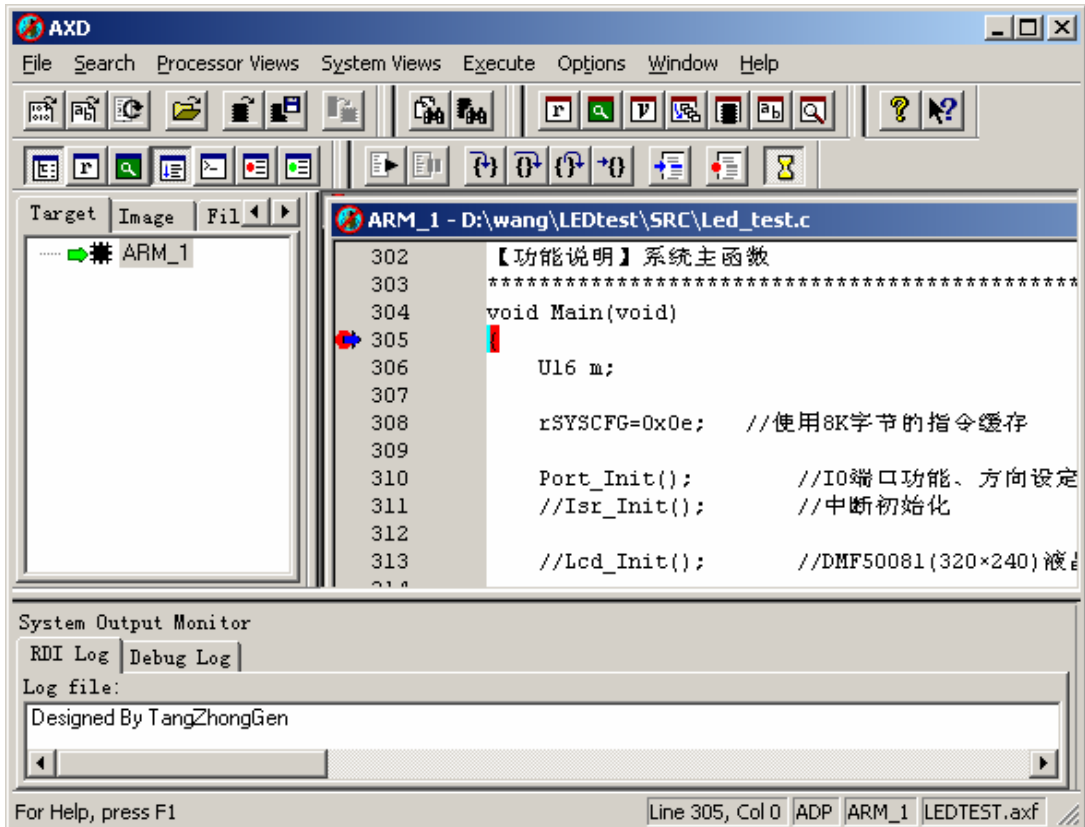 AXD
File Search Processor Views System Views Execute Options Window Help
Target Image Fil
ARM_1
ARM_1 - D:\wang\LEDtest\SRC\Led_test.c
302 【功能说明】系统主函数
303 *************************************************
304 void Main(void)
305 {
306 U16 m;
307
308 rSYSCFG=0x0e; //使用8K字节的指令缓存
309
310 Port_Init(); //IO端口功能、方向设定
311 //Isr_Init(); //中断初始化
312
313 //Lcd_Init(); //DMF50081(320×240)液
System Output Monitor
RDI Log Debug Log
Log file:
Designed By TangZhongGen
For Help, press F1 Line 305, Col 0 ADP ARM_1 LEDTEST.axf